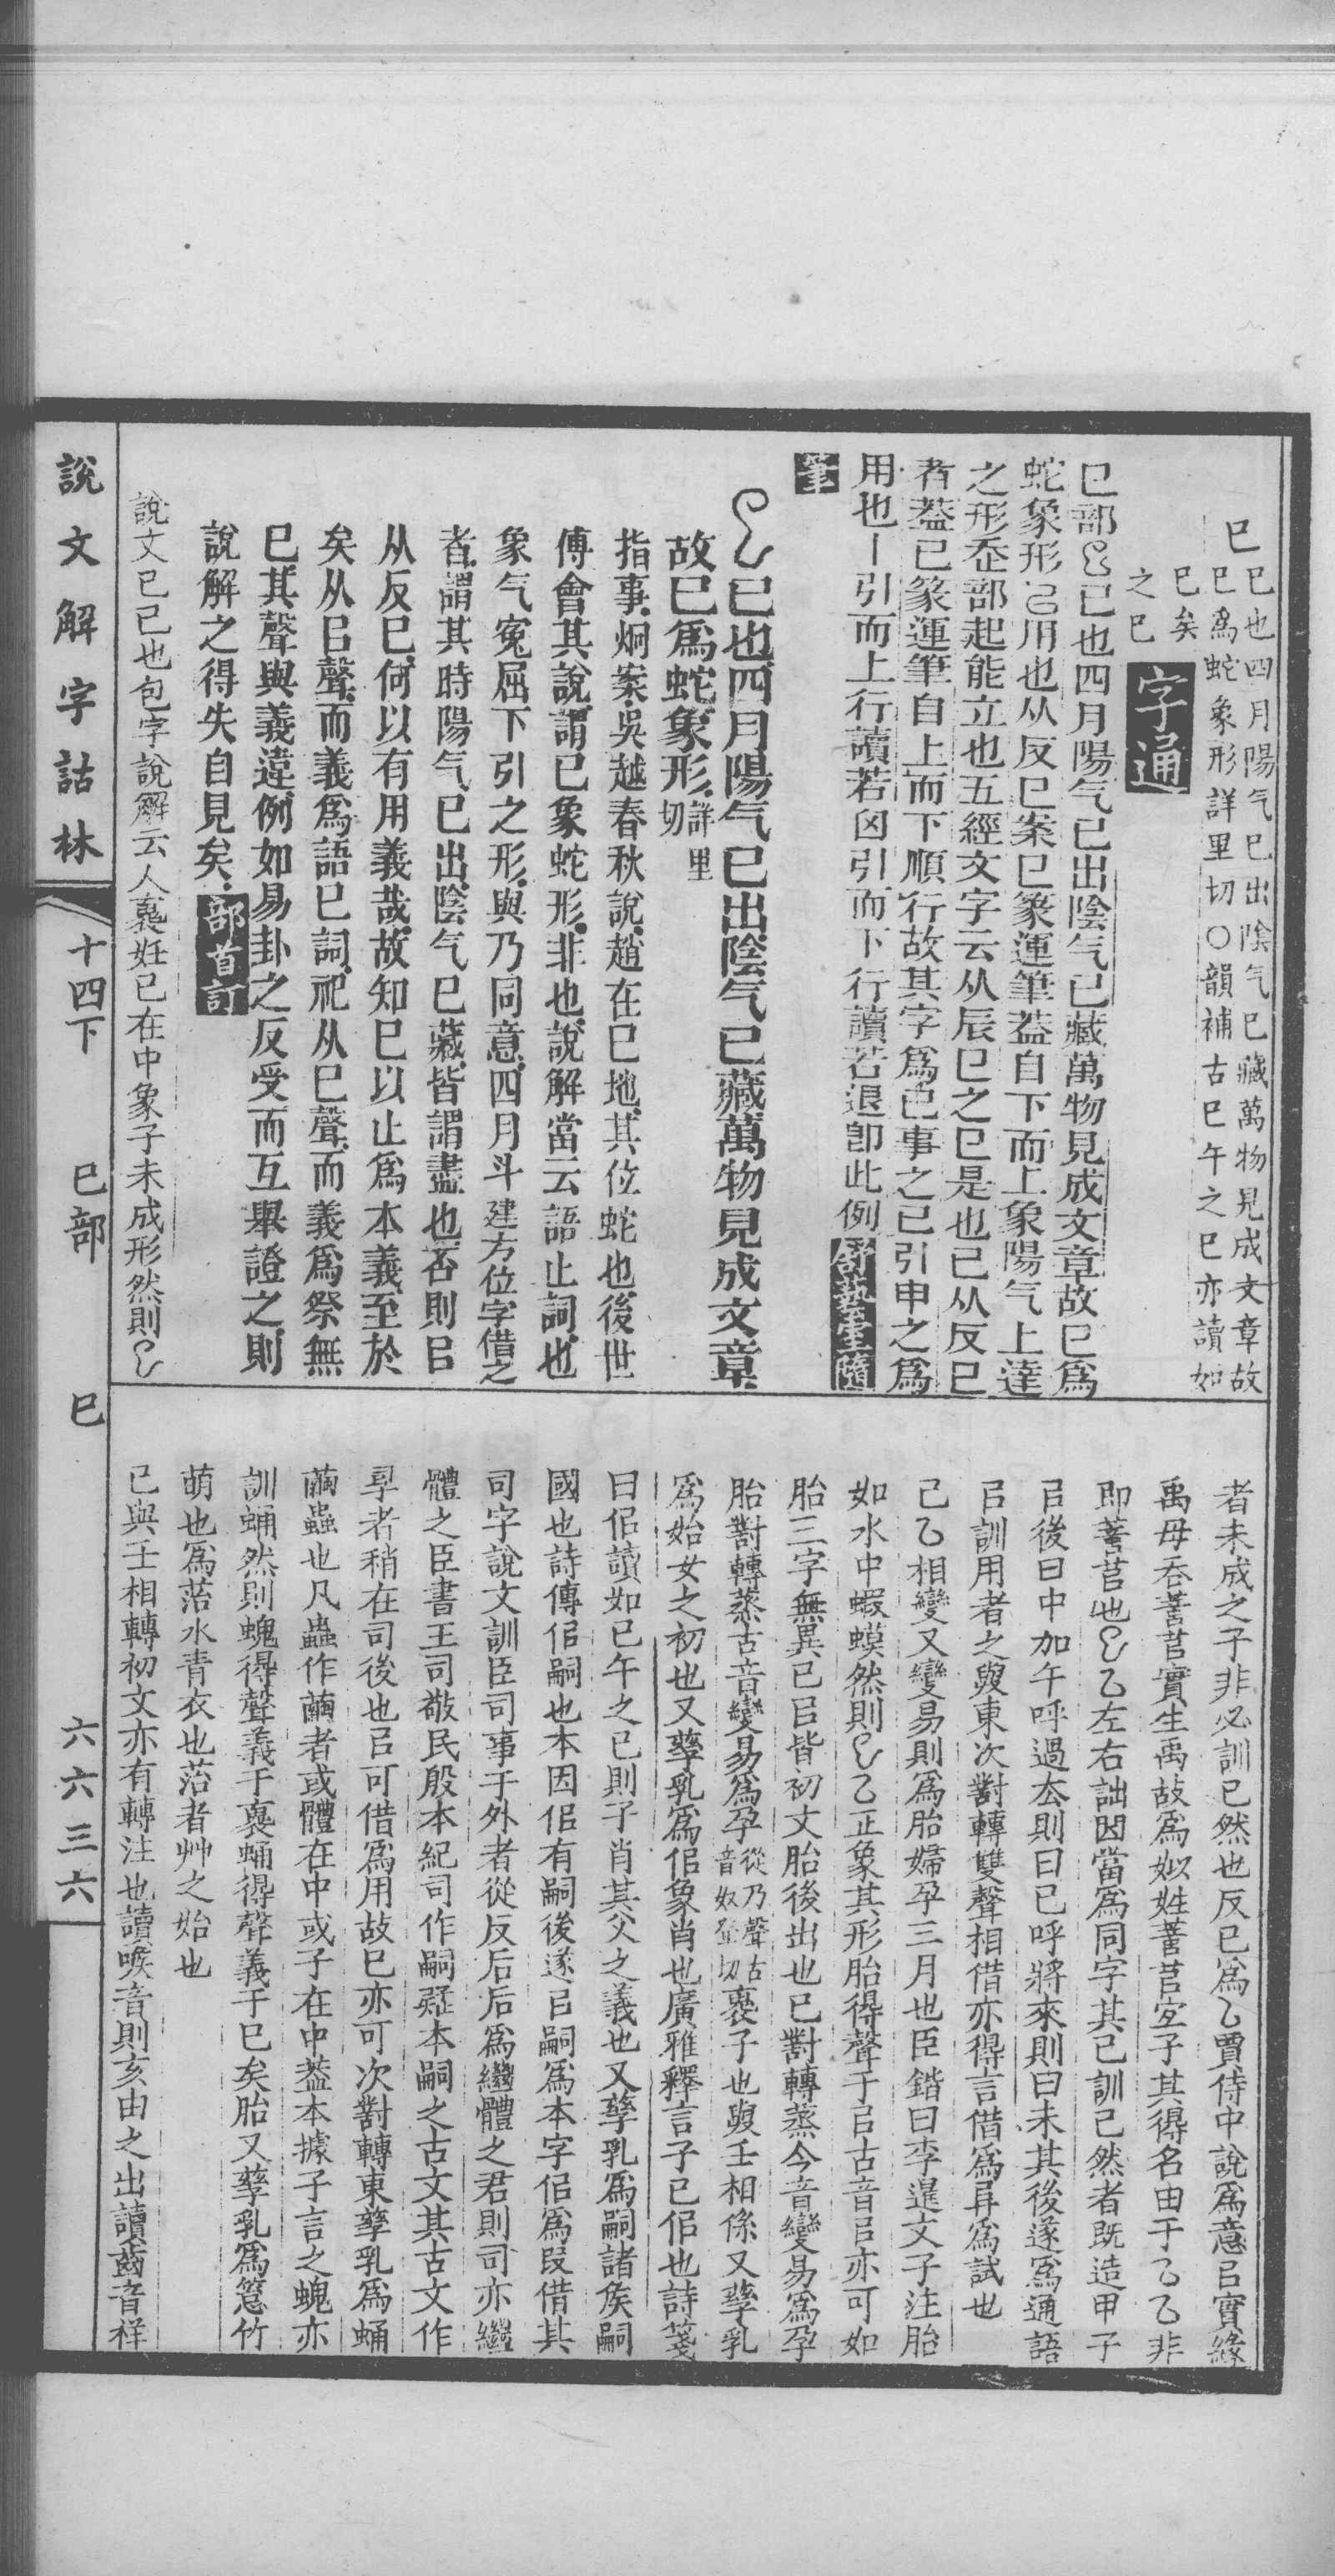 巳
巳也四月陽气巳出陰气巳藏萬物見成文章故
巳爲蛇象形詳里切○韻補古巳午之巳亦讀如
巳矣
之巳
字通
巳部巳也四月陽气巳出陰气巳藏萬物見成文章故巳爲
蛇象形㠯用也从反巳案巳篆運筆葢自下而上象陽气上達
之形㐀部起能立也五經文字云从辰巳之巳是也㠯从反巳
者葢㠯篆運筆自上而下順行故其字爲已事之已引申之爲
用也丨引而上行讀若囟引而下行讀若退卽此例舒藝室隨
筆
巳也四月陽气巳出陰气巳藏萬物見成文章
故巳爲蛇象形詳里切
指事炯案吳越春秋說趙在巳地其位蛇也後世
傅會其說謂巳象蛇形非也說解當云語止詞也
象气冤屈下引之形與乃同意四月斗建方位字借之
者謂其時陽气巳出陰气巳藏皆謂盡也否則㠯
从反巳何以有用義哉故知巳以止爲本義至於
矣从㠯聲而義爲語巳詞祀从巳聲而義爲祭無
巳其聲與義違例如易卦之反受而互舉證之則
說解之得失自見矣部首訂
說文巳巳也包字說解云人裹妊巳在中象子未成形然則
者未成之子非必訓已然也反巳爲㠯賈侍中說爲意㠯實緣
禹母吞薏苢實生禹故爲姒姓薏苢宜子其得名由于㠯㠯非
卽薏苢也巳㠯左右詘因當爲同字其巳訓已然者旣造甲子
㠯後日中加午呼過去則曰巳呼將來則曰未其後遂爲通語
㠯訓用者之與東次對轉雙聲相借亦得言借爲异爲試也
己㠯相變又變易則爲胎婦孕三月也臣鍇曰李暹文子注胎
如水中蝦蟆然則巳㠯正象其形胎得聲于㠯古音㠯亦可如
胎三字無異巳㠯皆初文胎後出也巳對轉蒸今音變易爲孕
胎對轉蒸古音變易爲孕從乃聲古音奴登切裹子也與壬相係又孳乳
爲始女之初也又孳乳爲佀象肖也廣雅釋言子巳佀也詩箋
曰佀讀如巳午之巳則子肖其父之義也又孳乳爲嗣諸矦嗣
國也詩傳佀嗣也本因佀有嗣後遂㠯嗣爲本字佀爲叚借其
司字說文訓臣司事于外者從反后后爲繼體之君則司亦繼
體之臣書王司敬民殷本紀司作嗣疑本嗣之古文其古文作
孠者稍在司後也㠯可借爲用故巳亦可次對轉東孳乳爲蛹
繭蟲也凡蟲作繭者或體在中或子在中葢本據子言之螝亦
訓蛹然則螝得聲義于褢蛹得聲義于巳矣胎又孳乳爲箈竹
萌也爲菭水青衣也菭者艸之始也
巳與壬相轉初文亦有轉注也讀喉音則亥由之出讀齒音祥
說文解字詁林
十四下
巳部
巳
六六三六